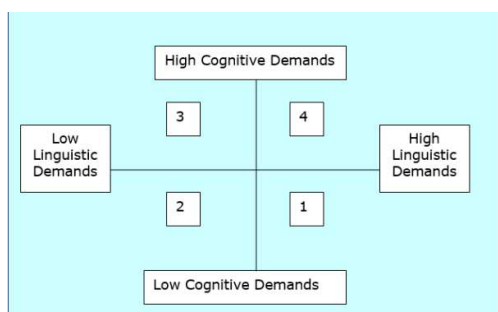 High Cognitive Demands
3
4
Low
Linguistic
Demands
High
Linguistic
Demands
2
1
Low Cognitive Demands